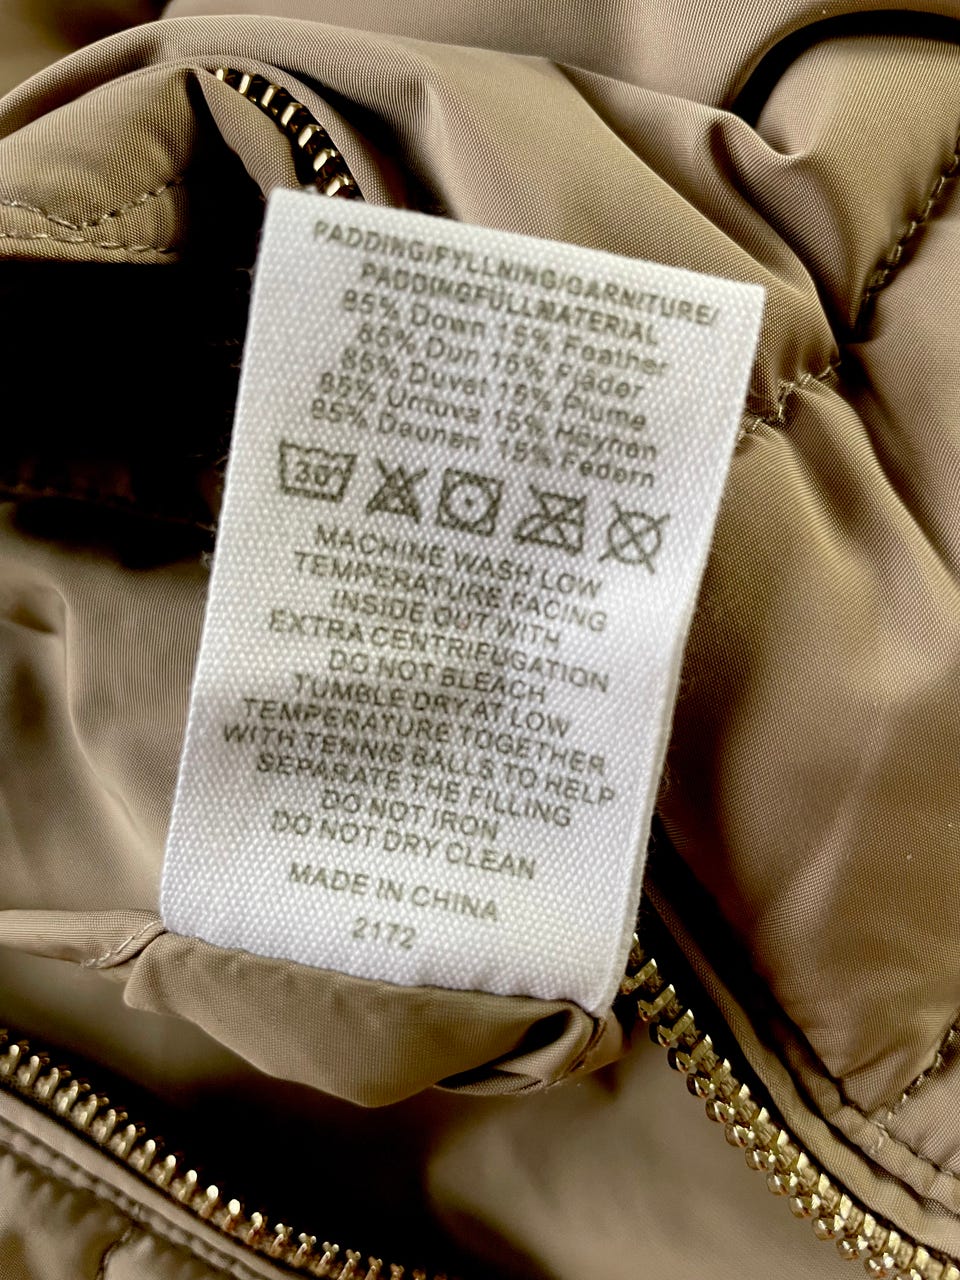 PADDING/FYLLNING/GARNITURE/
PADDINGFULLMATERIAL
85% Down 15% Feather
85% Dun 15% Fjäder
85% Duvet 15% Plume
85% Untuva 15% Höyhen
85% Daunen 15% Federn
30°
MACHINE WASH LOW
TEMPERATURE FACING
INSIDE OUT WITH
EXTRA CENTRIFUGATION
DO NOT BLEACH
TUMBLE DRY AT LOW
TEMPERATURE TOGETHER
WITH TENNIS BALLS TO HELP
SEPARATE THE FILLING
DO NOT IRON
DO NOT DRY CLEAN
MADE IN CHINA
2172